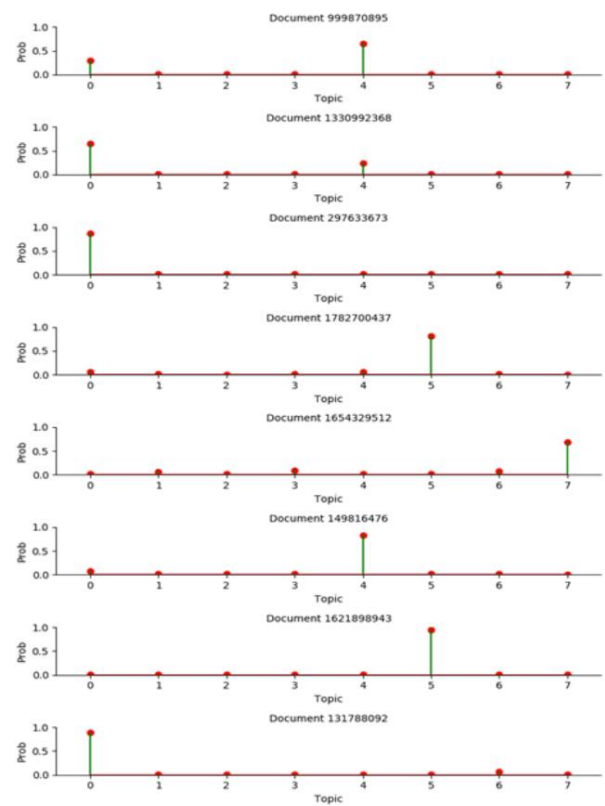 Document 999870895
1.0
0.5
0.0
Prob
0 1 2 3 4 5 6 7
Topic
Document 1330992368
1.0
0.5
0.0
Prob
0 1 2 3 4 5 6 7
Topic
Document 297633673
1.0
0.5
0.0
Prob
0 1 2 3 4 5 6 7
Topic
Document 1782700437
1.0
0.5
0.0
Prob
0 1 2 3 4 5 6 7
Topic
Document 1654329512
1.0
0.5
0.0
Prob
0 1 2 3 4 5 6 7
Topic
Document 149816476
1.0
0.5
0.0
Prob
0 1 2 3 4 5 6 7
Topic
Document 1621898943
1.0
0.5
0.0
Prob
0 1 2 3 4 5 6 7
Topic
Document 131788092
1.0
0.5
0.0
Prob
0 1 2 3 4 5 6 7
Topic